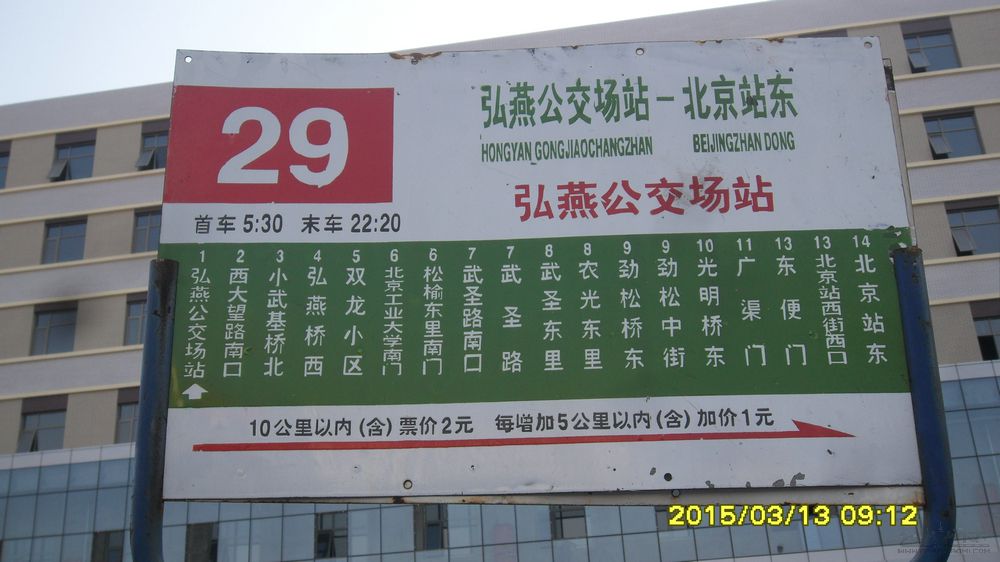 29
弘燕公交场站－北京站东
HONGYAN GONGJIAOCHANGZHAN BEIJINGZHAN DONG
弘燕公交场站
首车 5:30 末车 22:20
1 弘燕公交场站
2 西大望路南口
3 小武基桥北
4 弘燕桥西
5 双龙小区
6 北京工业大学南门
6 松榆东里南门
7 武圣路南口
7 武圣路
8 武圣东里
8 农光东里
9 劲松桥东
9 劲松中街
10 光明桥东
11 广渠门
13 东便门
13 北京站西街西口
14 北京站东
10公里以内(含)票价2元 每增加5公里以内(含)加价1元
2015/03/13 09:12